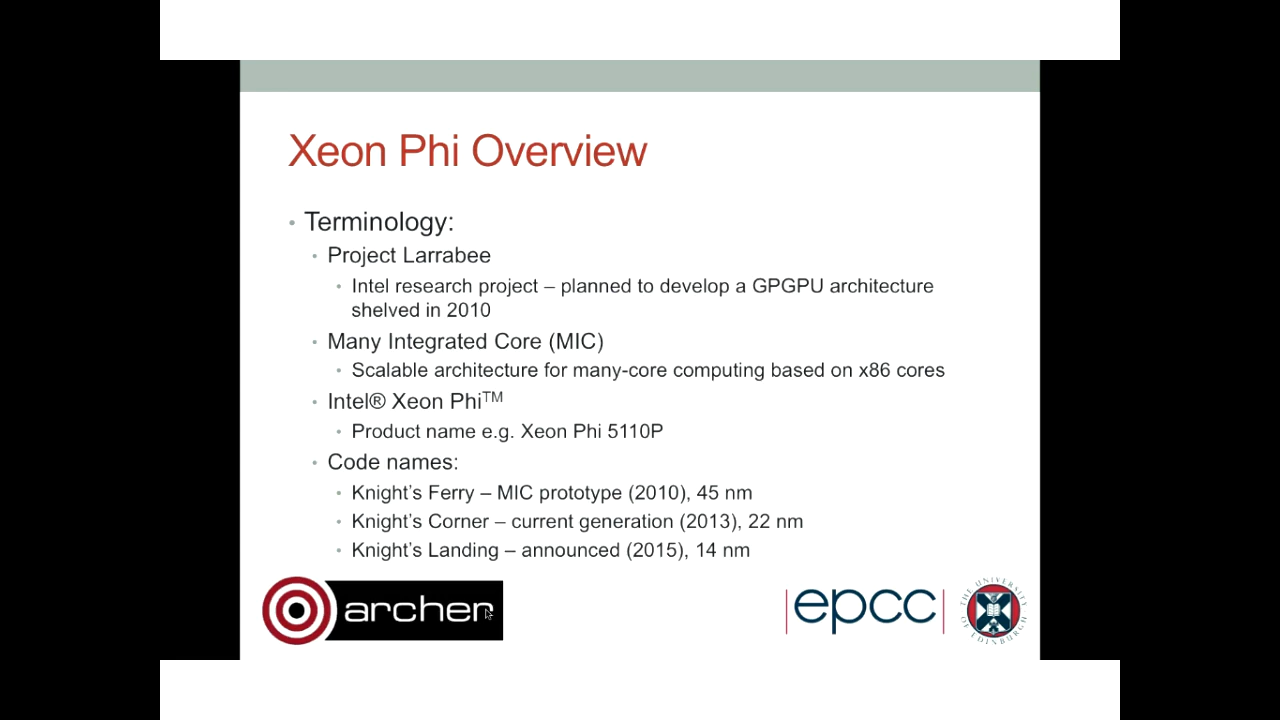 Xeon Phi Overview
• Terminology:
• Project Larrabee
• Intel research project – planned to develop a GPGPU architecture
shelved in 2010
• Many Integrated Core (MIC)
• Scalable architecture for many-core computing based on x86 cores
• Intel® Xeon Phi™
• Product name e.g. Xeon Phi 5110P
• Code names:
• Knight's Ferry – MIC prototype (2010), 45 nm
• Knight's Corner – current generation (2013), 22 nm
• Knight's Landing – announced (2015), 14 nm
archer
|epcc|
THE UNIVERSITY
OF EDINBURGH